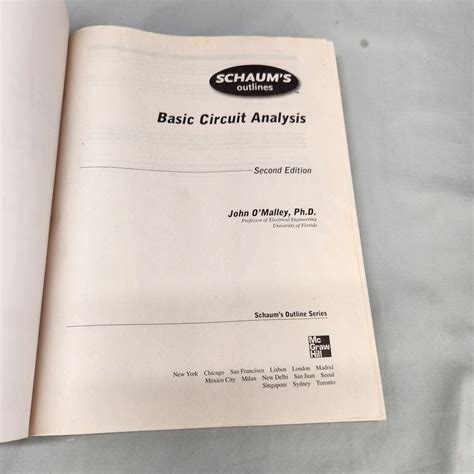 SCHAUM'S
outlines
Basic Circuit Analysis
Second Edition
John O'Malley, Ph.D.
Professor of Electrical Engineering
University of Florida
Schaum's Outline Series
Mc
Graw
Hill
New York Chicago San Francisco Lisbon London Madrid
Mexico City Milan New Delhi San Juan Seoul
Singapore Sydney Toronto